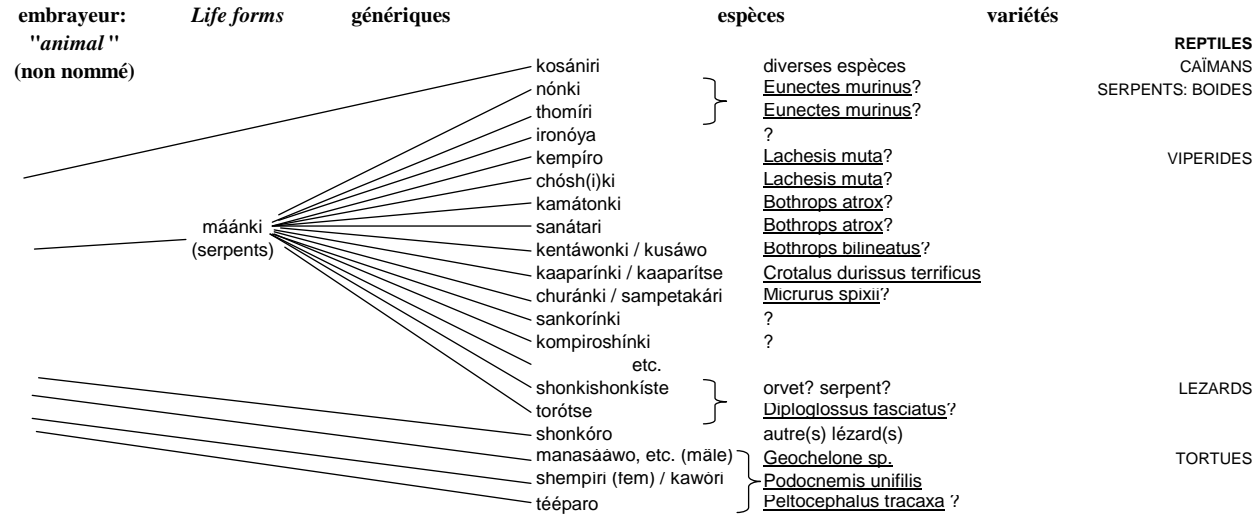 embrayeur: Life forms génériques espèces variétés
"animal" REPTILES
(non nommé) kosániri diverses espèces CAÏMANS
nónki Eunectes murinus? SERPENTS: BOIDES
thomíri Eunectes murinus?
ironóya ?
kempíro Lachesis muta? VIPERIDES
chósh(i)ki Lachesis muta?
kamátonki Bothrops atrox?
máánki sanátari Bothrops atrox?
(serpents) kentáwonki / kusáwo Bothrops bilineatus?
kaaparínki / kaaparítse Crotalus durissus terrificus
churánki / sampetakári Micrurus spixii?
sankorínki ?
kompiroshínki ?
etc.
shonkishonkíste orvet? serpent? LEZARDS
torótse Diploglossus fasciatus?
shonkóro autre(s) lézard(s)
manasááwo, etc. (mâle) Geochelone sp. TORTUES
shempíri (fem) / kawóri Podocnemis unifilis
tééparo Peltocephalus tracaxa ?